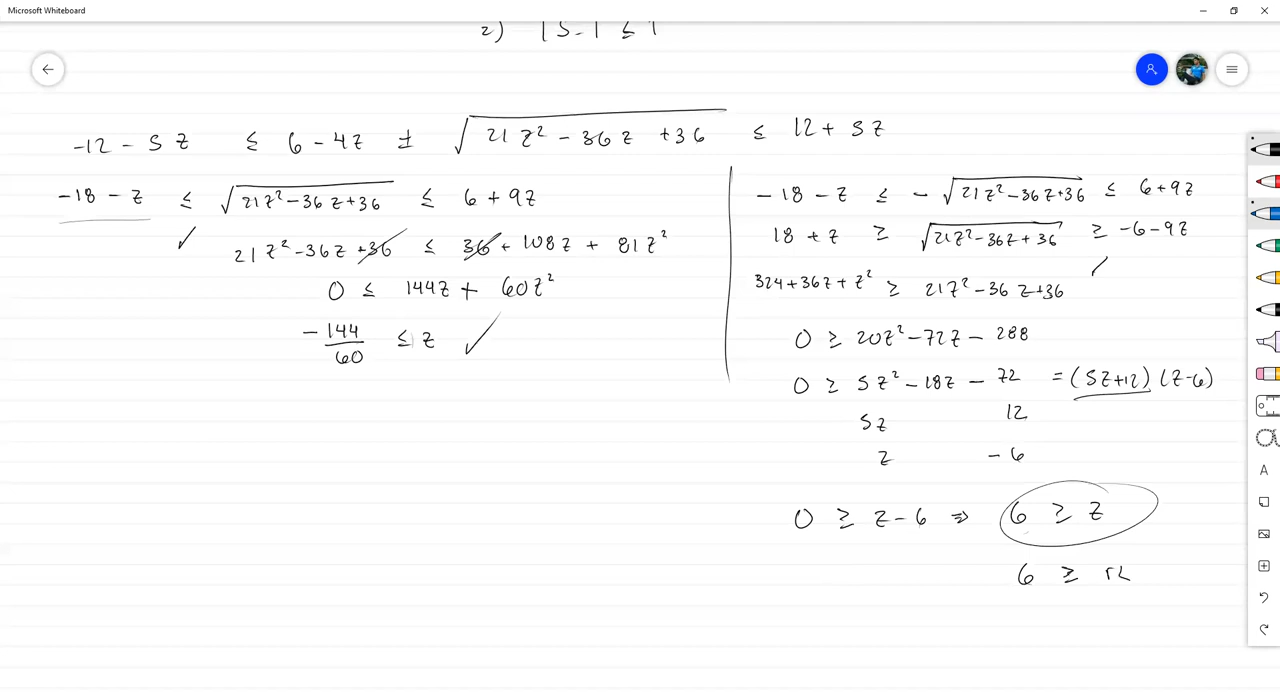 Microsoft Whiteboard
2) |S-| ≤ 1
-12 - 5z ≤ 6 - 4z ± √(21z² - 36z + 36) ≤ 12 + 5z
-18 - z ≤ √(21z² - 36z + 36) ≤ 6 + 9z
✓ 21z² - 36z + 36 ≤ 36 + 108z + 81z²
0 ≤ 144z + 60z²
-144/60 ≤ z ✓
-18 - z ≤ -√(21z² - 36z + 36) ≤ 6 + 9z
18 + z ≥ √(21z² - 36z + 36) ≥ -6 - 9z
324 + 36z + z² ≥ 21z² - 36z + 36 ✓
0 ≥ 20z² - 72z - 288
0 ≥ 5z² - 18z - 72 = (5z+12)(z-6)
5z 12
z -6
0 ≥ z - 6 ⇒ 6 ≥ z
6 ≥
A